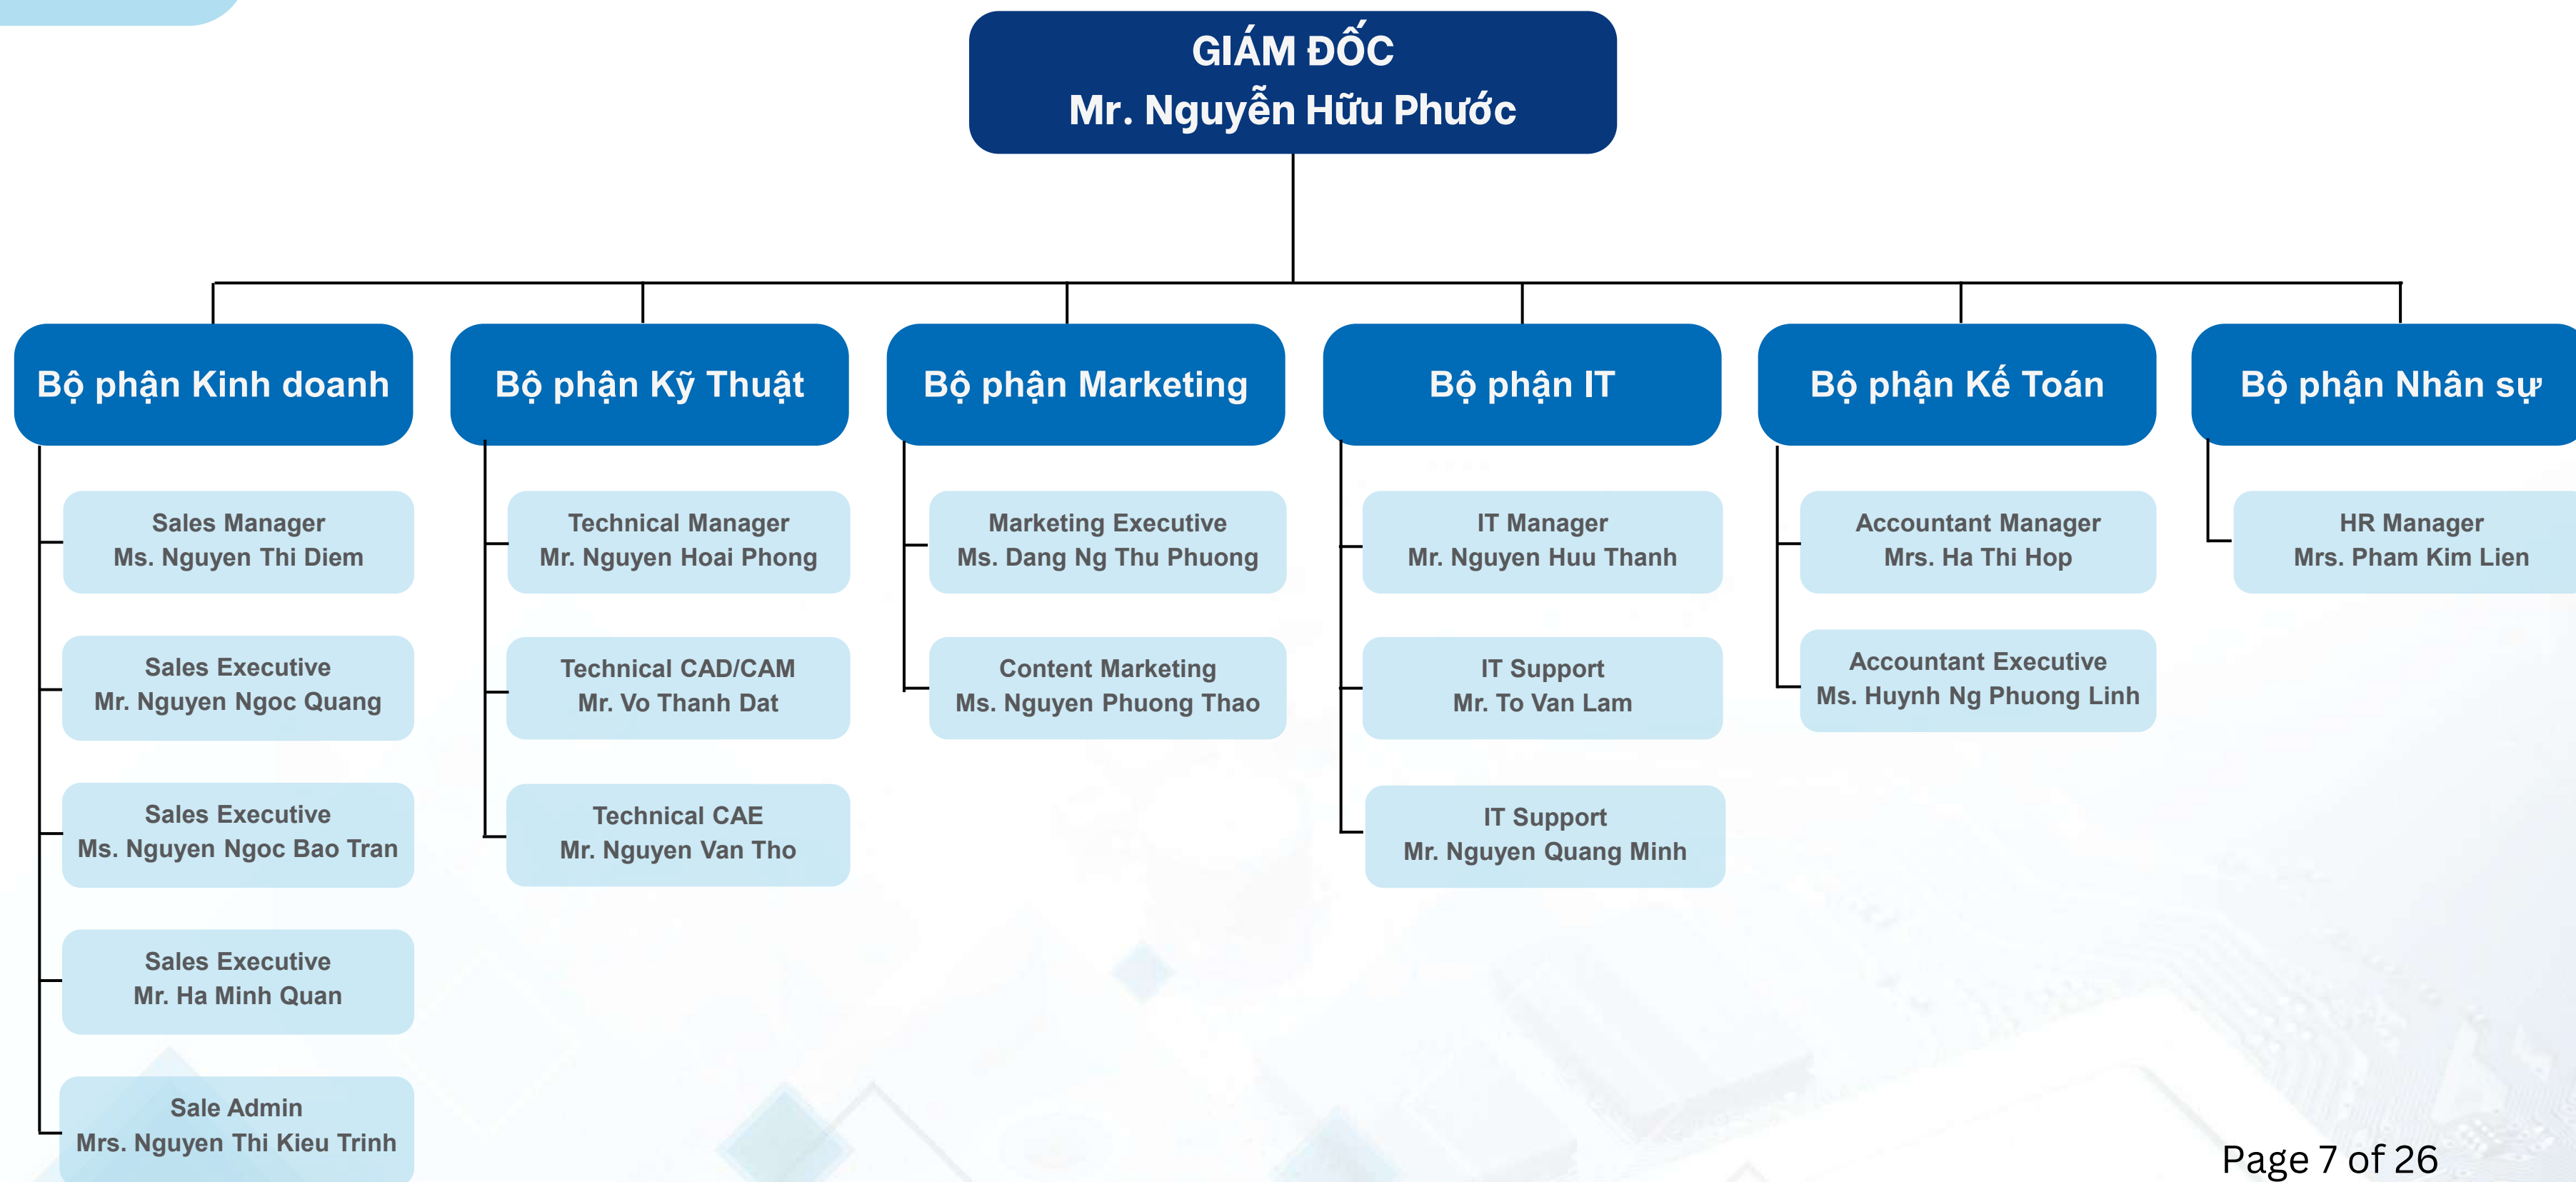 GIÁM ĐỐC
Mr. Nguyễn Hữu Phước
Bộ phận Kinh doanh
Sales Manager
Ms. Nguyen Thi Diem
Sales Executive
Mr. Nguyen Ngoc Quang
Sales Executive
Ms. Nguyen Ngoc Bao Tran
Sales Executive
Mr. Ha Minh Quan
Sale Admin
Mrs. Nguyen Thi Kieu Trinh
Bộ phận Kỹ Thuật
Technical Manager
Mr. Nguyen Hoai Phong
Technical CAD/CAM
Mr. Vo Thanh Dat
Technical CAE
Mr. Nguyen Van Tho
Bộ phận Marketing
Marketing Executive
Ms. Dang Ng Thu Phuong
Content Marketing
Ms. Nguyen Phuong Thao
Bộ phận IT
IT Manager
Mr. Nguyen Huu Thanh
IT Support
Mr. To Van Lam
IT Support
Mr. Nguyen Quang Minh
Bộ phận Kế Toán
Accountant Manager
Mrs. Ha Thi Hop
Accountant Executive
Ms. Huynh Ng Phuong Linh
Bộ phận Nhân sự
HR Manager
Mrs. Pham Kim Lien
Page 7 of 26